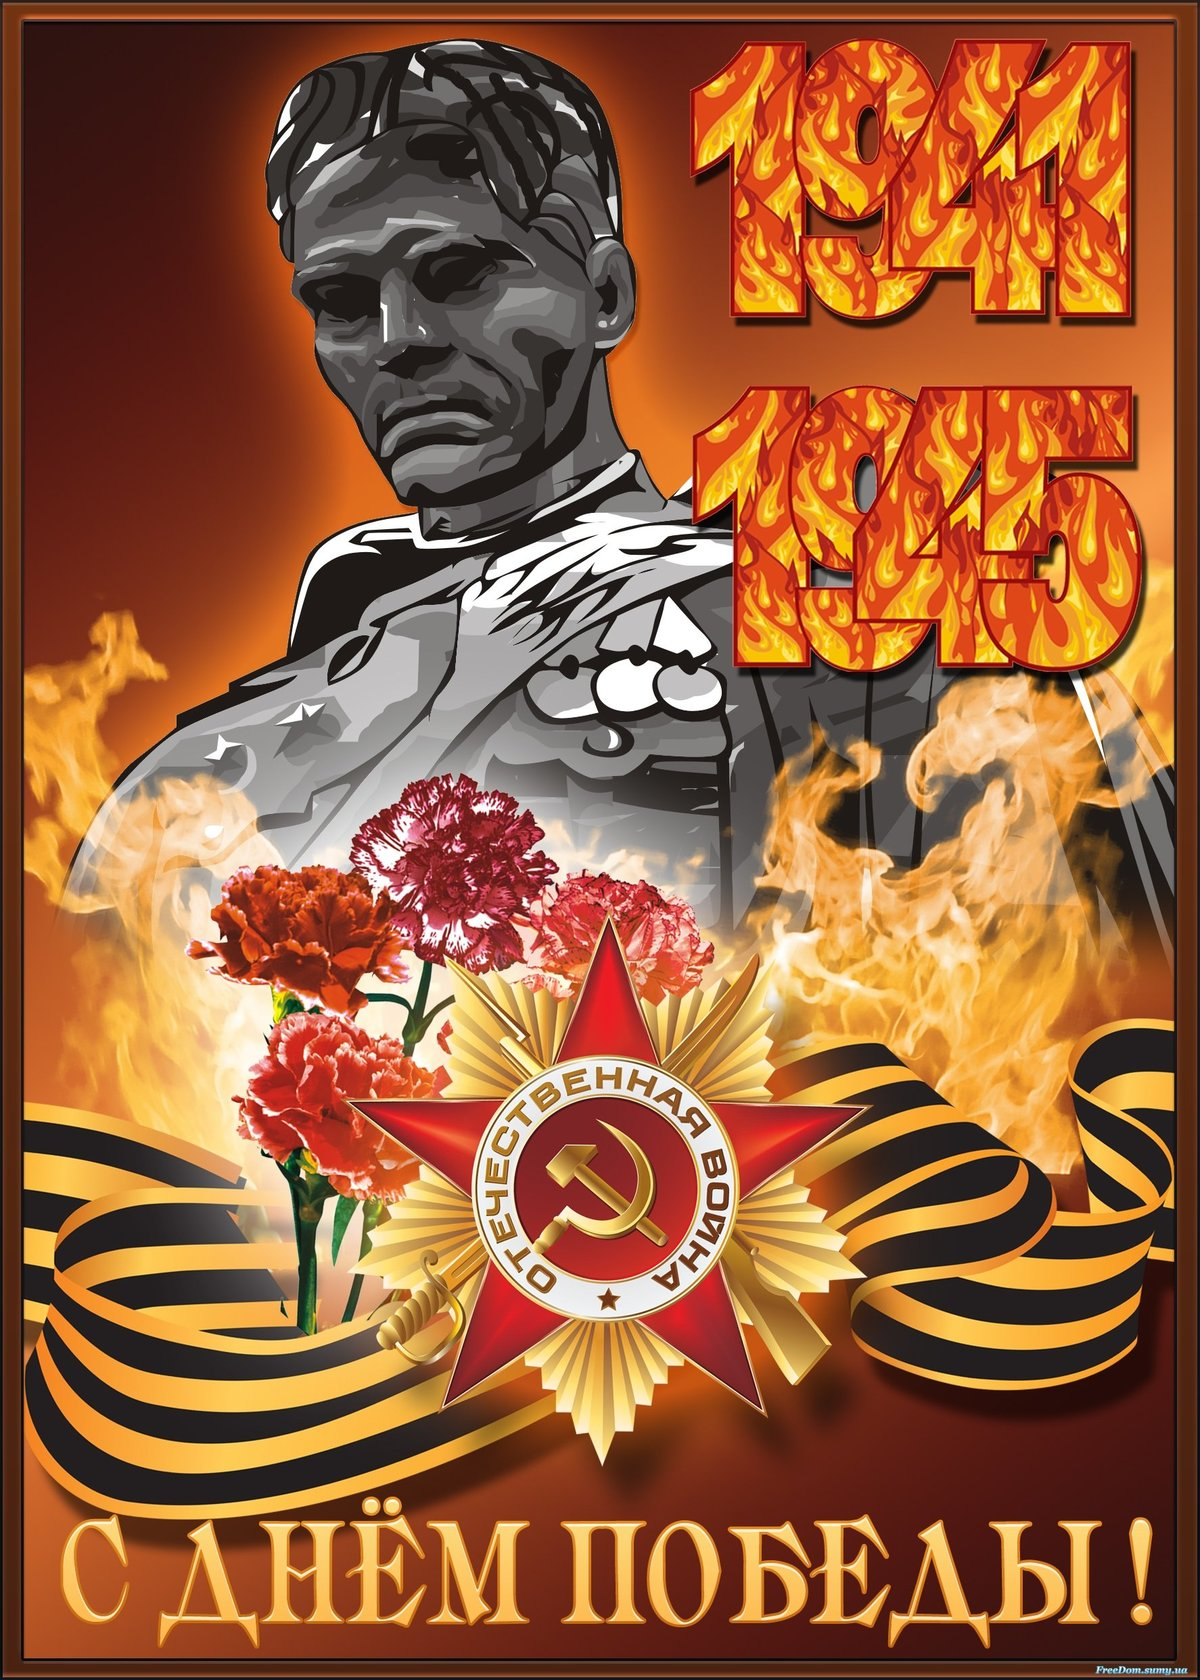 1941
1945
ОТЕЧЕСТВЕННАЯ ВОЙНА
С ДНЁМ ПОБЕДЫ!
FreeDom.sumy.ua